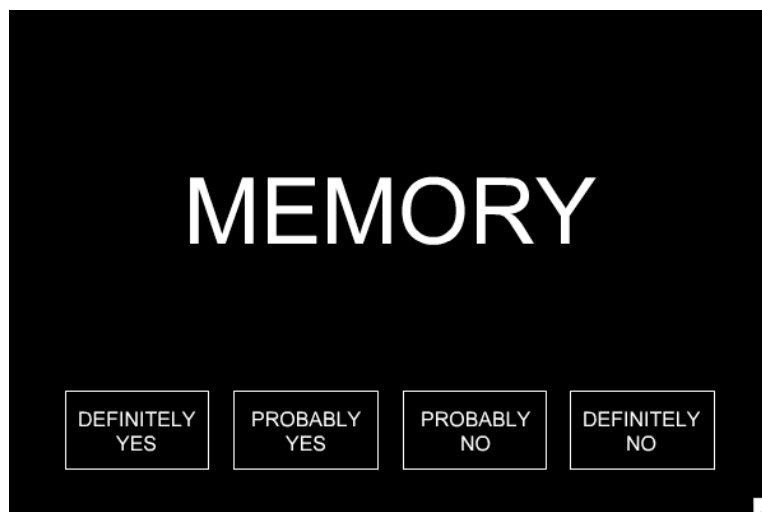 MEMORY
DEFINITELY
YES
PROBABLY
YES
PROBABLY
NO
DEFINITELY
NO